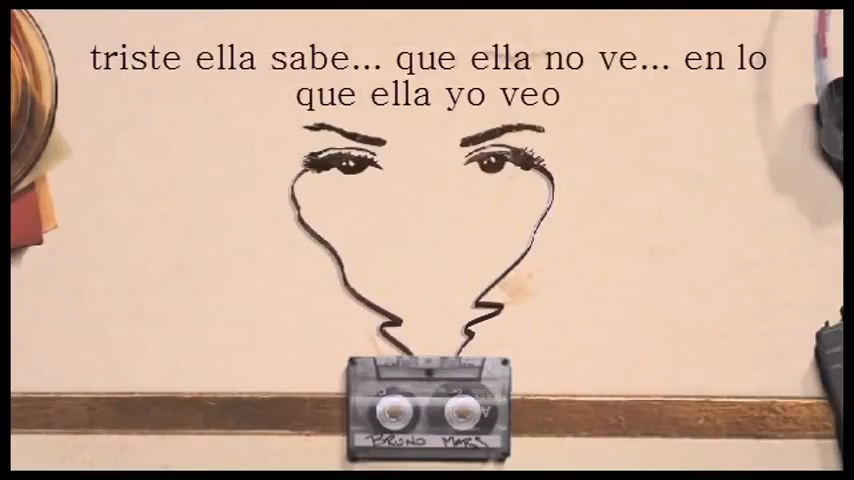 triste ella sabe... que ella no ve... en lo
que ella yo veo
BRUNO MARS